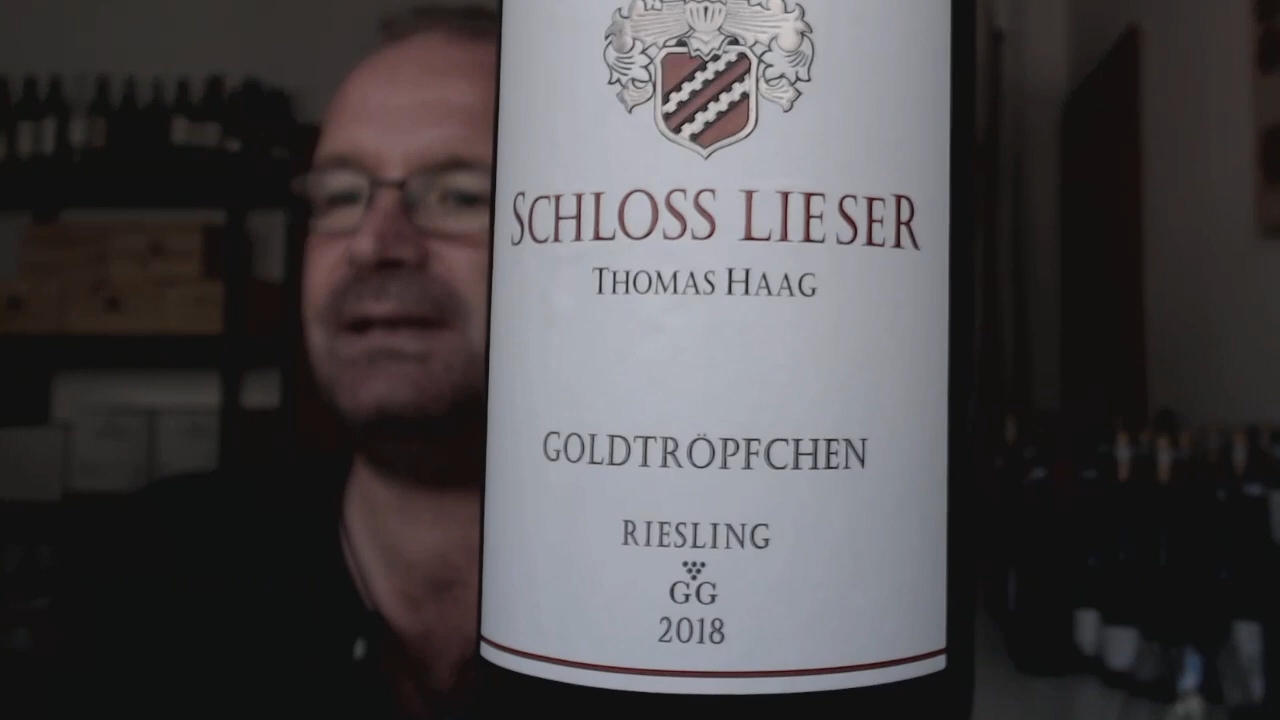 SCHLOSS LIESER
THOMAS HAAG
GOLDTRÖPFCHEN
RIESLING
GG
2018